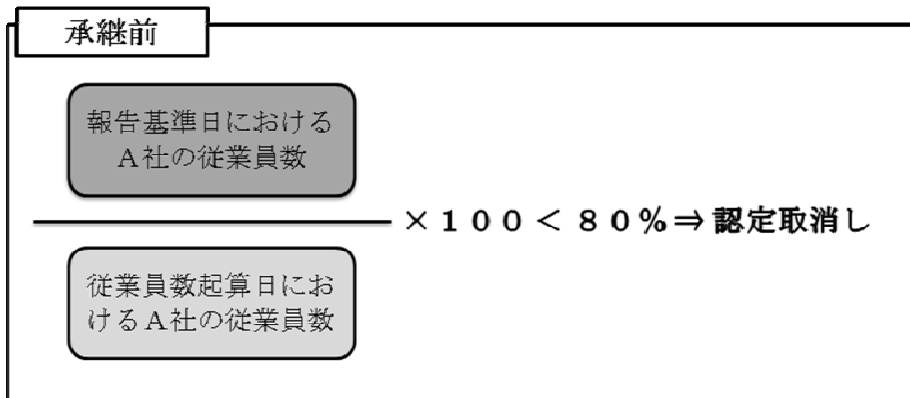 承継前
報告基準日における
Ａ社の従業員数
×１００＜８０％⇒認定取消し
従業員数起算日にお
けるＡ社の従業員数